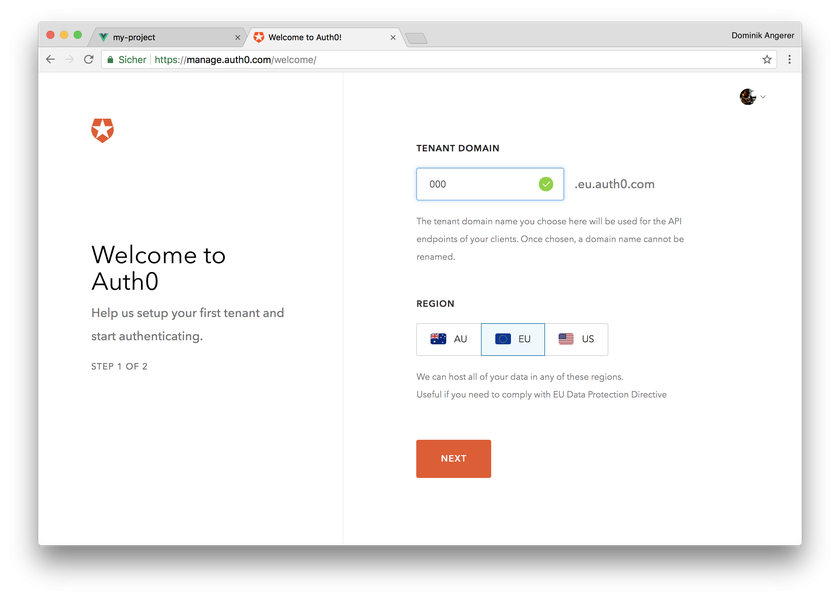 my-project
Welcome to Auth0!
Dominik Angerer
Sicher
https://manage.auth0.com/welcome/
Welcome to
Auth0
Help us setup your first tenant and
start authenticating.
STEP 1 OF 2
TENANT DOMAIN
000
.eu.auth0.com
The tenant domain name you choose here will be used for the API
endpoints of your clients. Once chosen, a domain name cannot be
renamed.
REGION
AU
EU
US
We can host all of your data in any of these regions.
Useful if you need to comply with EU Data Protection Directive
NEXT